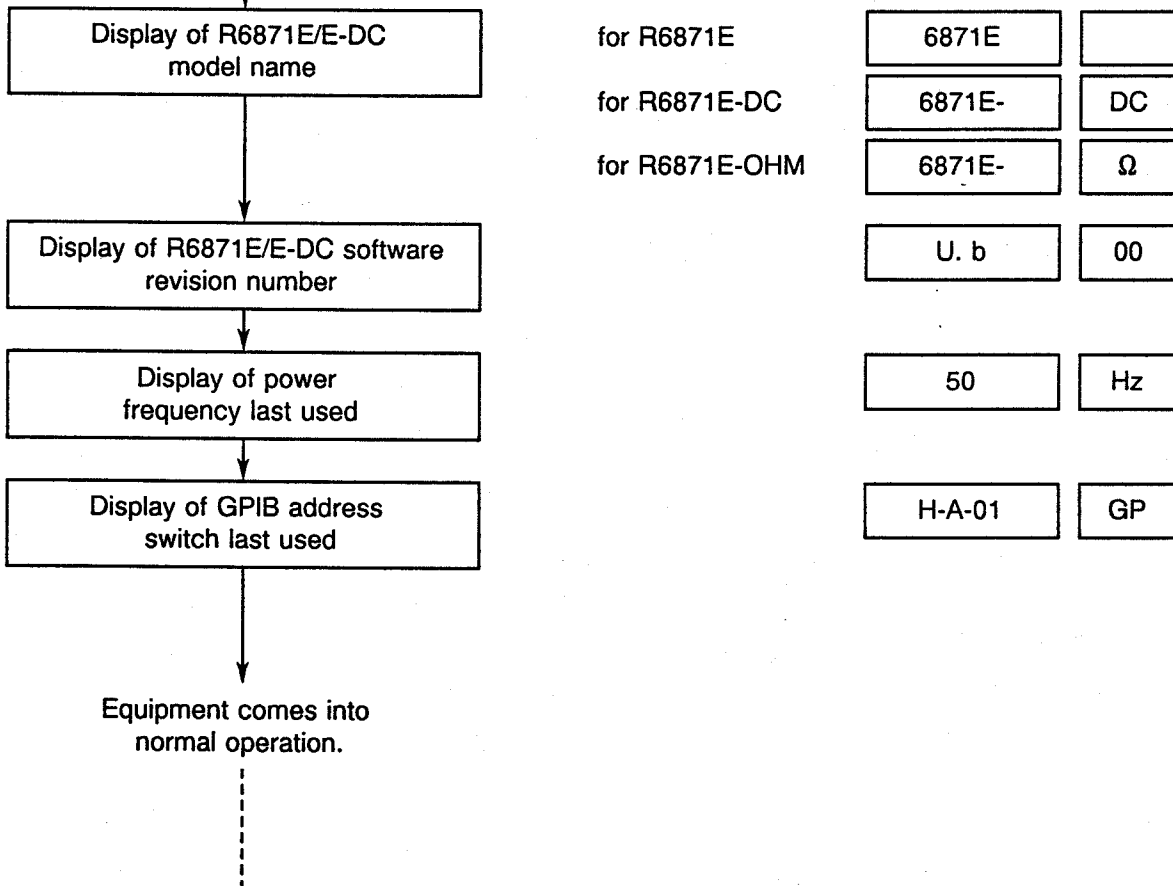 Display of R6871E/E-DC
model name
for R6871E
6871E
for R6871E-DC
6871E-
DC
for R6871E-OHM
6871E-
Ω
Display of R6871E/E-DC software
revision number
U. b
00
Display of power
frequency last used
50
Hz
Display of GPIB address
switch last used
H-A-01
GP
Equipment comes into
normal operation.